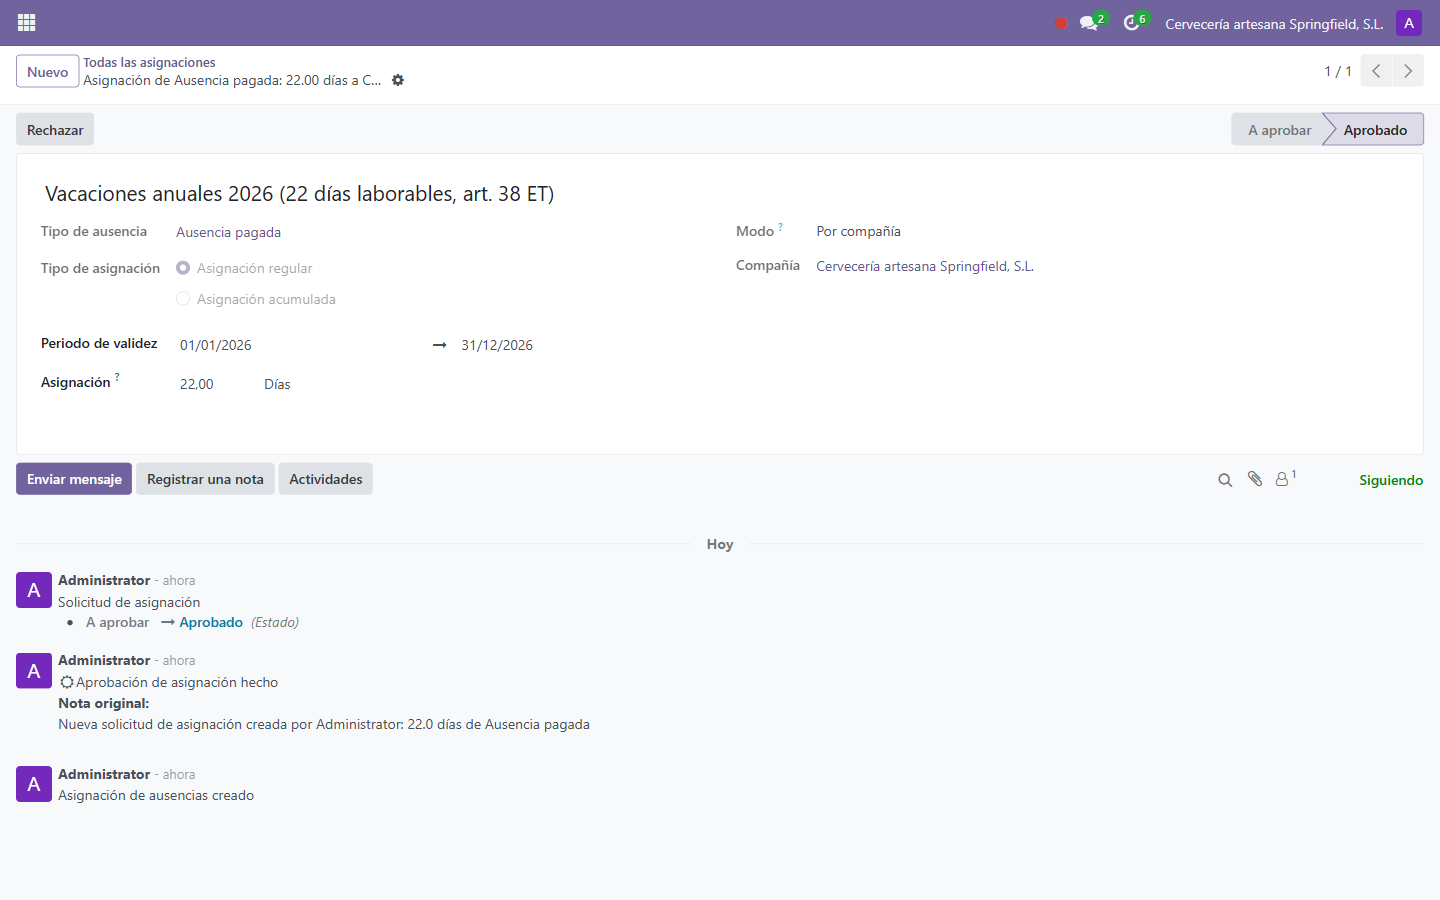 2
6
Cervecería artesana Springfield, S.L.
A
Nuevo
Todas las asignaciones
Asignación de Ausencia pagada: 22.00 días a C...
1 / 1
Rechazar
A aprobar
Aprobado
Vacaciones anuales 2026 (22 días laborables, art. 38 ET)
Tipo de ausencia
Ausencia pagada
Modo ?
Por compañía
Tipo de asignación
Asignación regular
Compañía
Cervecería artesana Springfield, S.L.
Asignación acumulada
Periodo de validez
01/01/2026
→ 31/12/2026
Asignación ?
22,00
Días
Enviar mensaje
Registrar una nota
Actividades
1
Siguiendo
Hoy
A
Administrator - ahora
Solicitud de asignación
• A aprobar → Aprobado (Estado)
A
Administrator - ahora
Aprobación de asignación hecho
Nota original:
Nueva solicitud de asignación creada por Administrator: 22.0 días de Ausencia pagada
A
Administrator - ahora
Asignación de ausencias creado